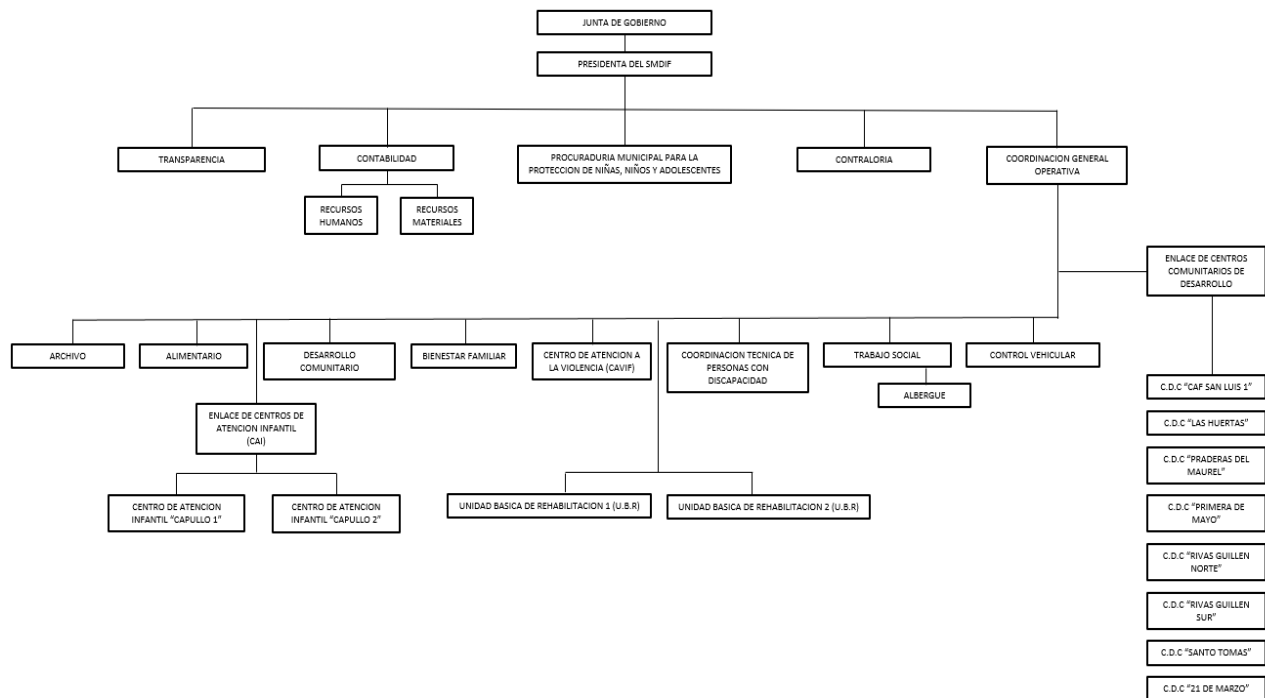 JUNTA DE GOBIERNO
PRESIDENTA DEL SMDIF
TRANSPARENCIA
CONTABILIDAD
PROCURADURIA MUNICIPAL PARA LA
PROTECCION DE NIÑAS, NIÑOS Y ADOLESCENTES
CONTRALORIA
COORDINACION GENERAL
OPERATIVA
RECURSOS
HUMANOS
RECURSOS
MATERIALES
ENLACE DE CENTROS
COMUNITARIOS DE
DESARROLLO
ARCHIVO
ALIMENTARIO
DESARROLLO
COMUNITARIO
BIENESTAR FAMILIAR
CENTRO DE ATENCION A
LA VIOLENCIA (CAVIF)
COORDINACION TECNICA DE
PERSONAS CON
DISCAPACIDAD
TRABAJO SOCIAL
CONTROL VEHICULAR
ALBERGUE
ENLACE DE CENTROS DE
ATENCION INFANTIL
(CAI)
CENTRO DE ATENCION
INFANTIL "CAPULLO 1"
CENTRO DE ATENCION
INFANTIL "CAPULLO 2"
UNIDAD BASICA DE REHABILITACION 1 (U.B.R)
UNIDAD BASICA DE REHABILITACION 2 (U.B.R)
C.D.C "CAF SAN LUIS 1"
C.D.C "LAS HUERTAS"
C.D.C "PRADERAS DEL
MAUREL"
C.D.C "PRIMERA DE
MAYO"
C.D.C "RIVAS GUILLEN
NORTE"
C.D.C "RIVAS GUILLEN
SUR"
C.D.C "SANTO TOMAS"
C.D.C "21 DE MARZO"